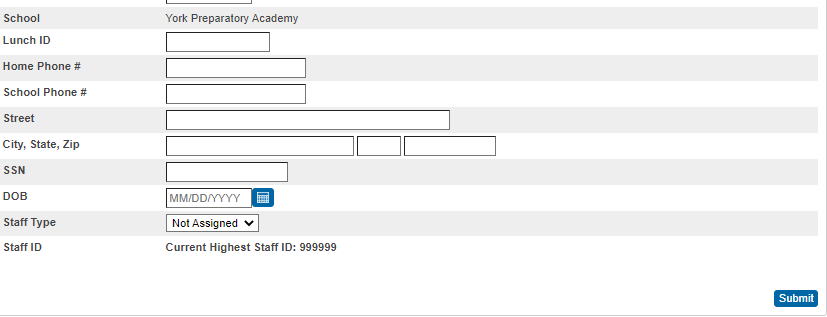 School York Preparatory Academy
Lunch ID
Home Phone #
School Phone #
Street
City, State, Zip
SSN
DOB MM/DD/YYYY
Staff Type Not Assigned
Staff ID Current Highest Staff ID: 999999
Submit